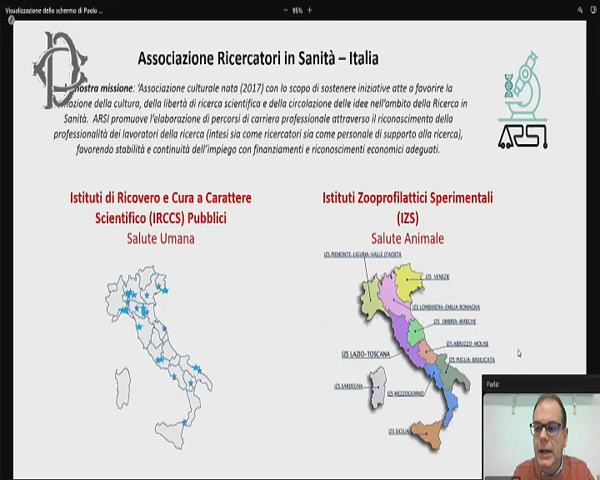 Visualizzazione dello schermo di Paolo ...
95%
Associazione Ricercatori in Sanità – Italia
nostra missione: 'Associazione culturale nata (2017) con lo scopo di sostenere iniziative atte a favorire la
mozione della cultura, della libertà di ricerca scientifica e della circolazione delle idee nell'ambito della Ricerca in
Sanità. ARSI promuove l'elaborazione di percorsi di carriera professionale attraverso il riconoscimento della
professionalità dei lavoratori della ricerca (intesi sia come ricercatori sia come personale di supporto alla ricerca),
favorendo stabilità e continuità dell'impiego con finanziamenti e riconoscimenti economici adeguati.
ARSI
Istituti di Ricovero e Cura a Carattere
Scientifico (IRCCS) Pubblici
Salute Umana
Istituti Zooprofilattici Sperimentali
(IZS)
Salute Animale
IZS PIEMONTE-LIGURIA-VALLE D'AOSTA
IZS VENEZIE
IZS LOMBARDIA-EMILIA ROMAGNA
IZS UMBRIA-MARCHE
IZS ABRUZZO-MOLISE
IZS LAZIO-TOSCANA
IZS PUGLIA-BASILICATA
IZS SARDEGNA
IZS MEZZOGIORNO
IZS SICILIA